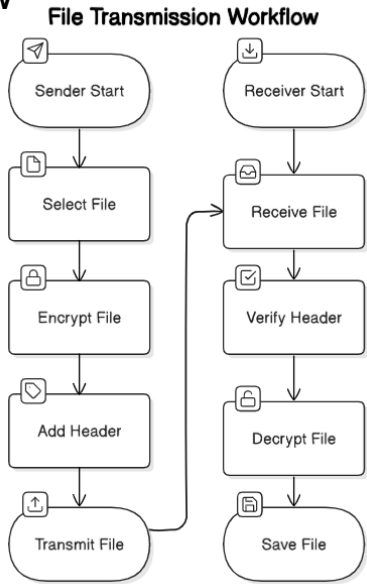 File Transmission Workflow
Sender Start
Select File
Encrypt File
Add Header
Transmit File
Receiver Start
Receive File
Verify Header
Decrypt File
Save File